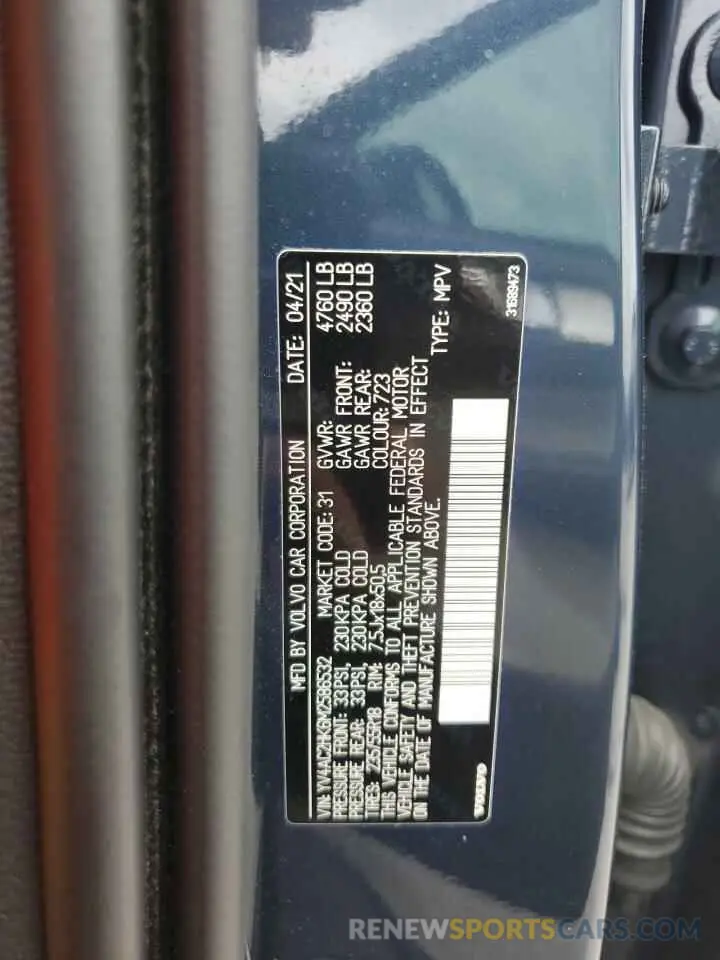 MFD BY VOLVO CAR CORPORATION DATE: 04/21
VIN: YV4AC2HK6M2586532 MARKET CODE: 31 GVWR: 4760 LB
PRESSURE FRONT: 33PSI, 230KPA COLD GAWR FRONT: 2490 LB
PRESSURE REAR: 33PSI, 230KPA COLD GAWR REAR: 2360 LB
TIRES: 235/55R18 RIM: 7.5Jx18x50,5 COLOUR: 723
THIS VEHICLE CONFORMS TO ALL APPLICABLE FEDERAL MOTOR
VEHICLE SAFETY AND THEFT PREVENTION STANDARDS IN EFFECT
ON THE DATE OF MANUFACTURE SHOWN ABOVE. TYPE: MPV
VOLVO 31689473
RENEWSPORTSCARS.COM